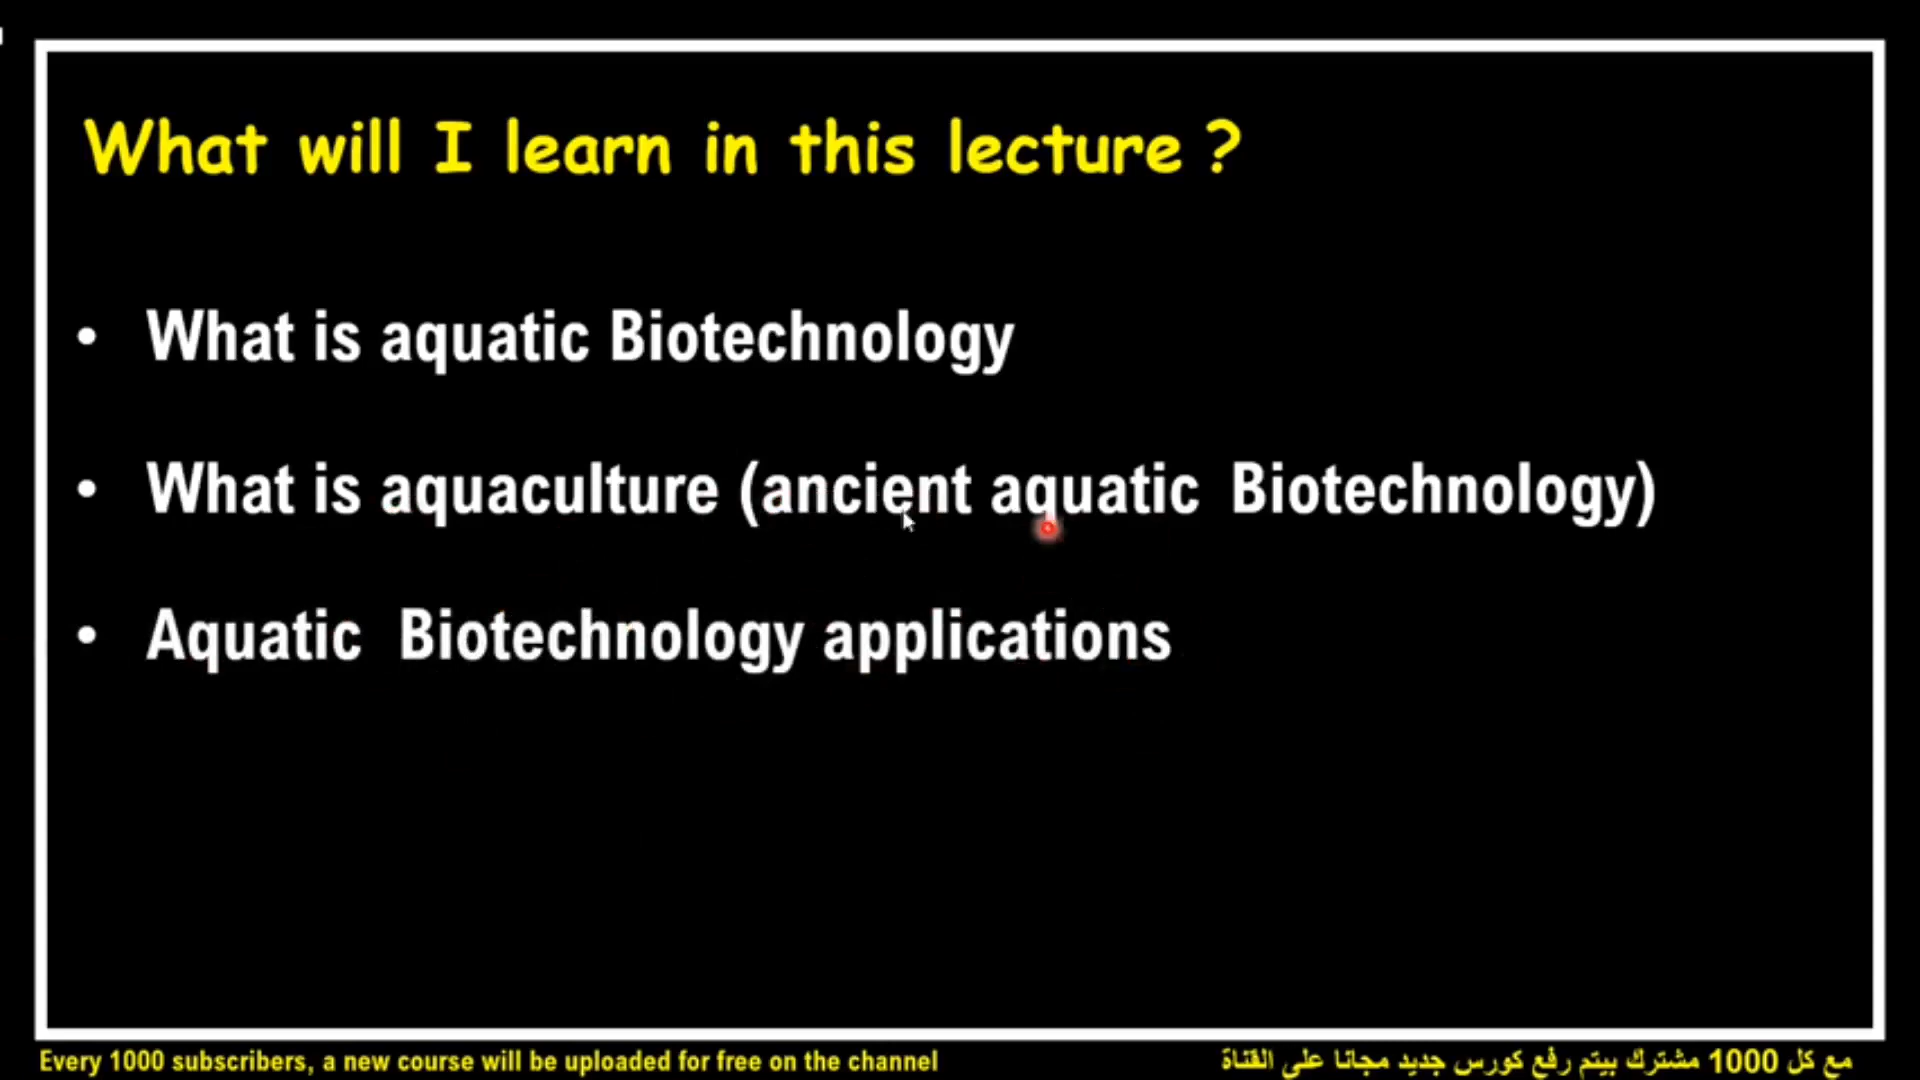 What will I learn in this lecture ?
• What is aquatic Biotechnology
• What is aquaculture (ancient aquatic Biotechnology)
• Aquatic Biotechnology applications
Every 1000 subscribers, a new course will be uploaded for free on the channel
مع كل 1000 مشترك بيتم رفع كورس جديد مجانا على القناة